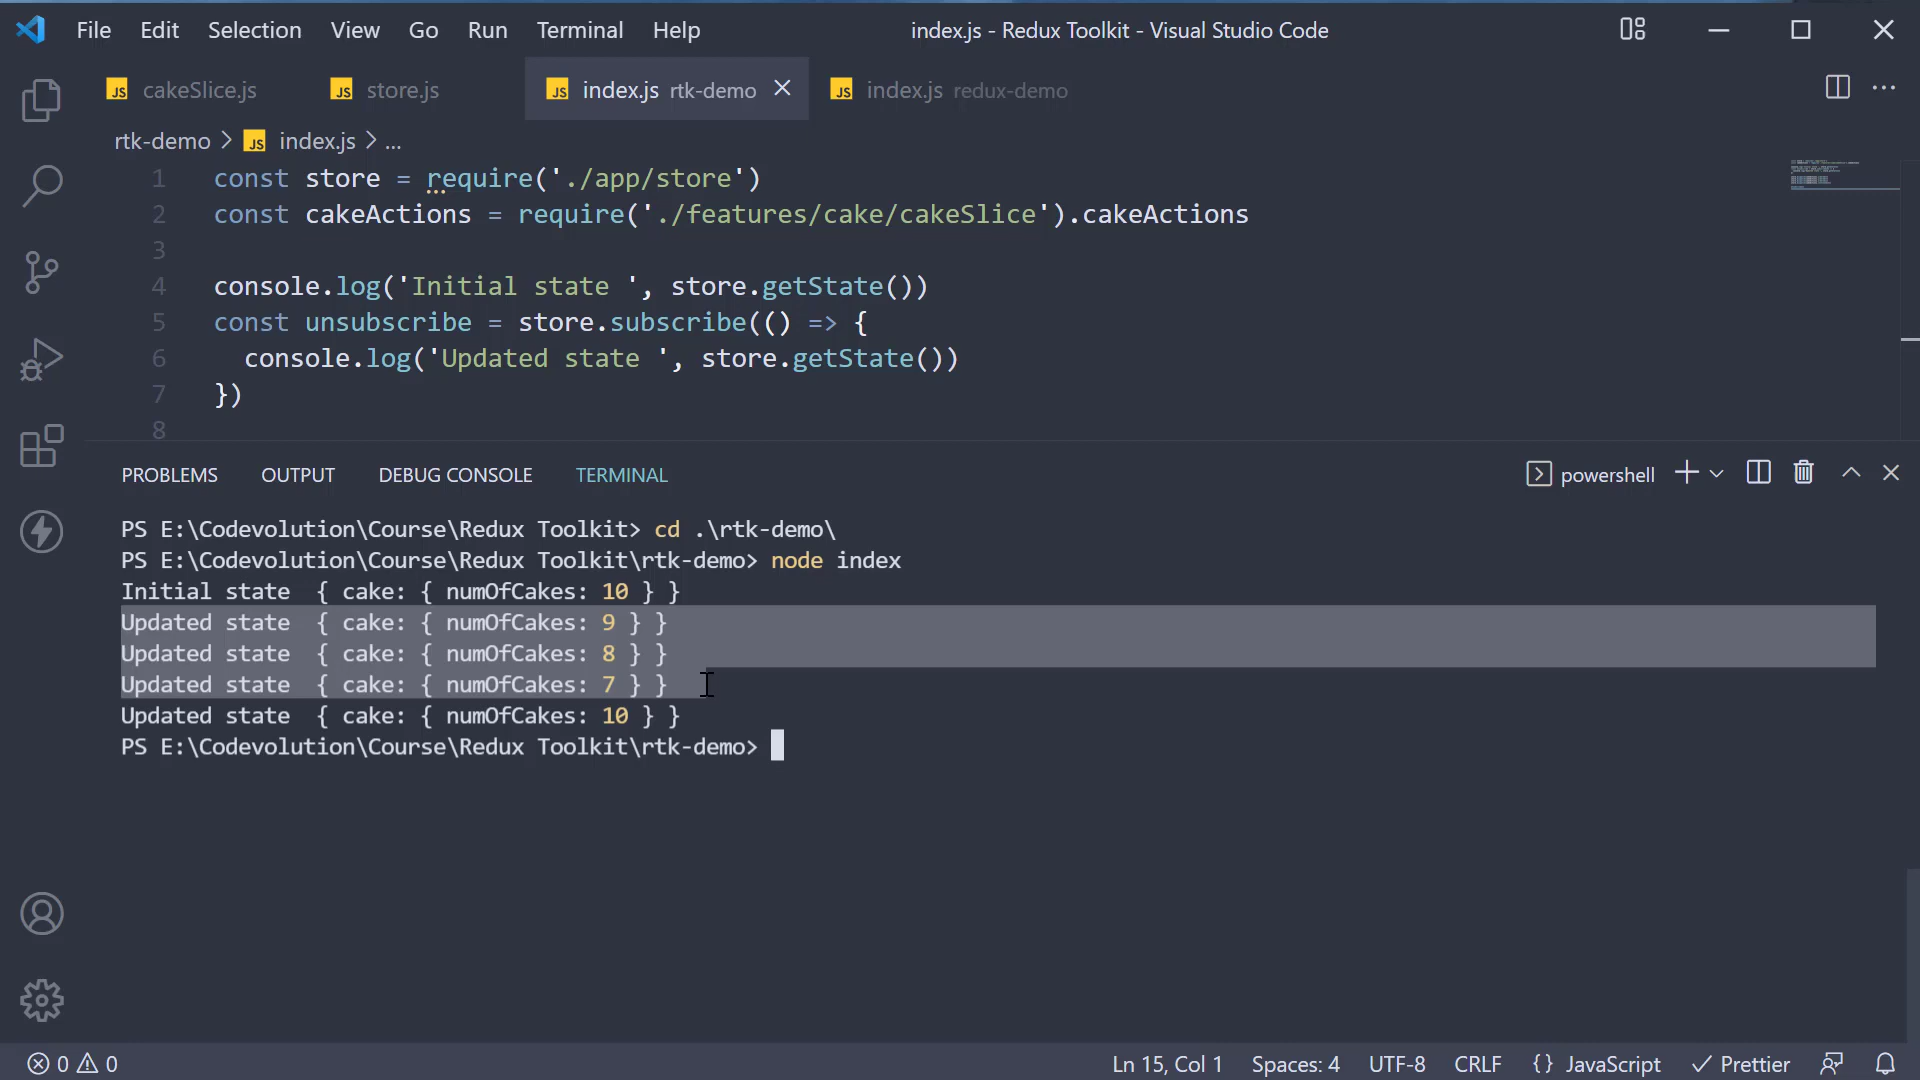 File Edit Selection View Go Run Terminal Help index.js - Redux Toolkit - Visual Studio Code
JS cakeSlice.js JS store.js JS index.js rtk-demo JS index.js redux-demo
rtk-demo > JS index.js > ...
1 const store = require('./app/store')
2 const cakeActions = require('./features/cake/cakeSlice').cakeActions
3
4 console.log('Initial state ', store.getState())
5 const unsubscribe = store.subscribe(() => {
6 console.log('Updated state ', store.getState())
7 })
8
PROBLEMS OUTPUT DEBUG CONSOLE TERMINAL powershell
PS E:\Codevolution\Course\Redux Toolkit> cd .\rtk-demo\
PS E:\Codevolution\Course\Redux Toolkit\rtk-demo> node index
Initial state  { cake: { numOfCakes: 10 } }
Updated state  { cake: { numOfCakes: 9 } }
Updated state  { cake: { numOfCakes: 8 } }
Updated state  { cake: { numOfCakes: 7 } }
Updated state  { cake: { numOfCakes: 10 } }
PS E:\Codevolution\Course\Redux Toolkit\rtk-demo>
0 0 Ln 15, Col 1 Spaces: 4 UTF-8 CRLF {} JavaScript Prettier